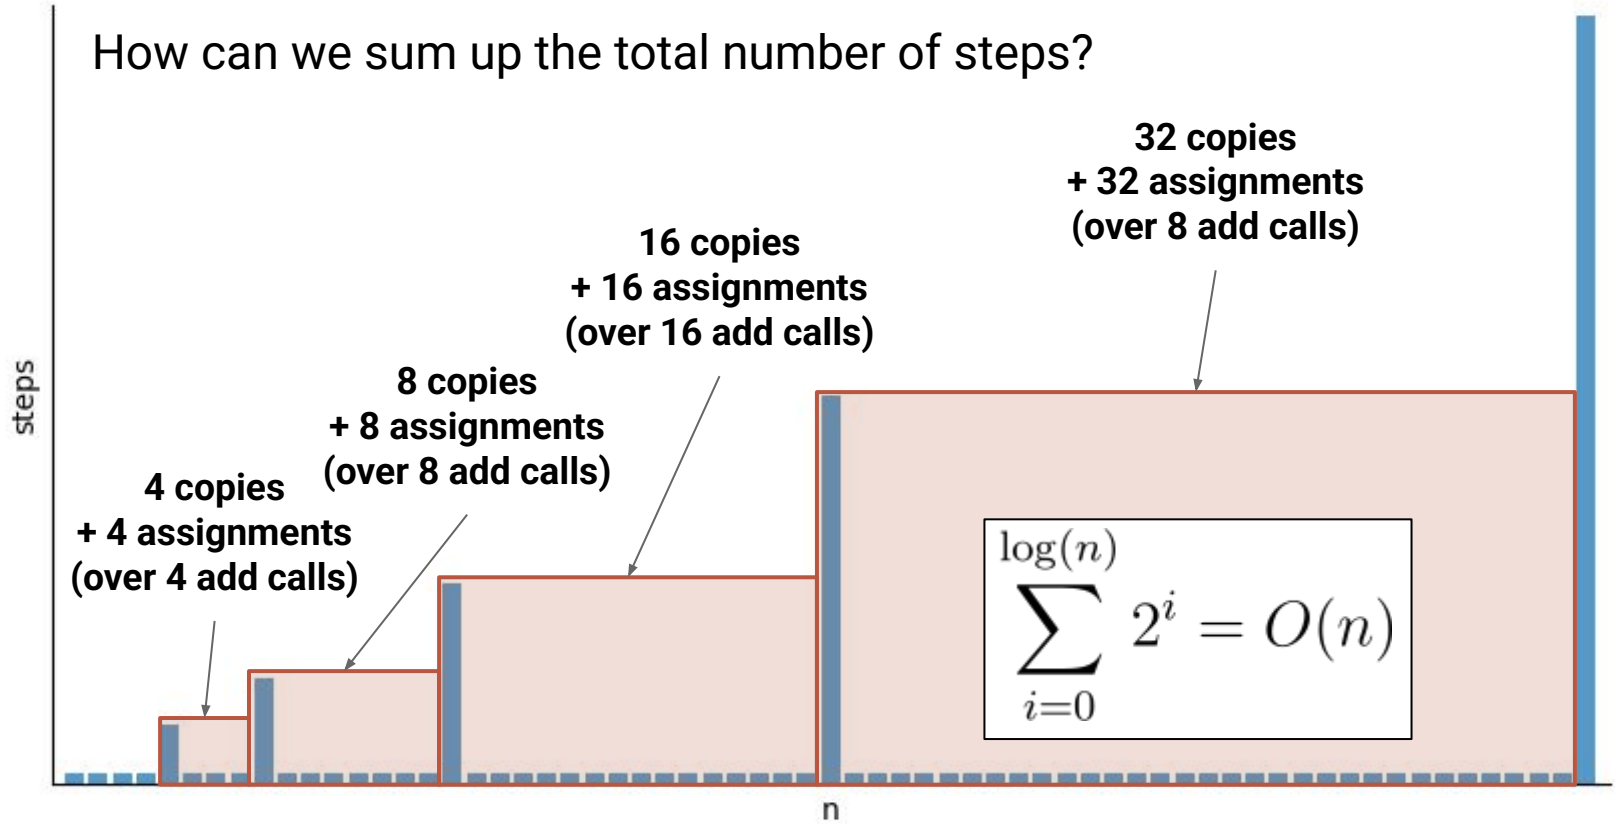 How can we sum up the total number of steps?
32 copies
+ 32 assignments
(over 8 add calls)
16 copies
+ 16 assignments
(over 16 add calls)
8 copies
+ 8 assignments
(over 8 add calls)
4 copies
+ 4 assignments
(over 4 add calls)
steps
log(n)
∑ 2^i = O(n)
i=0
n